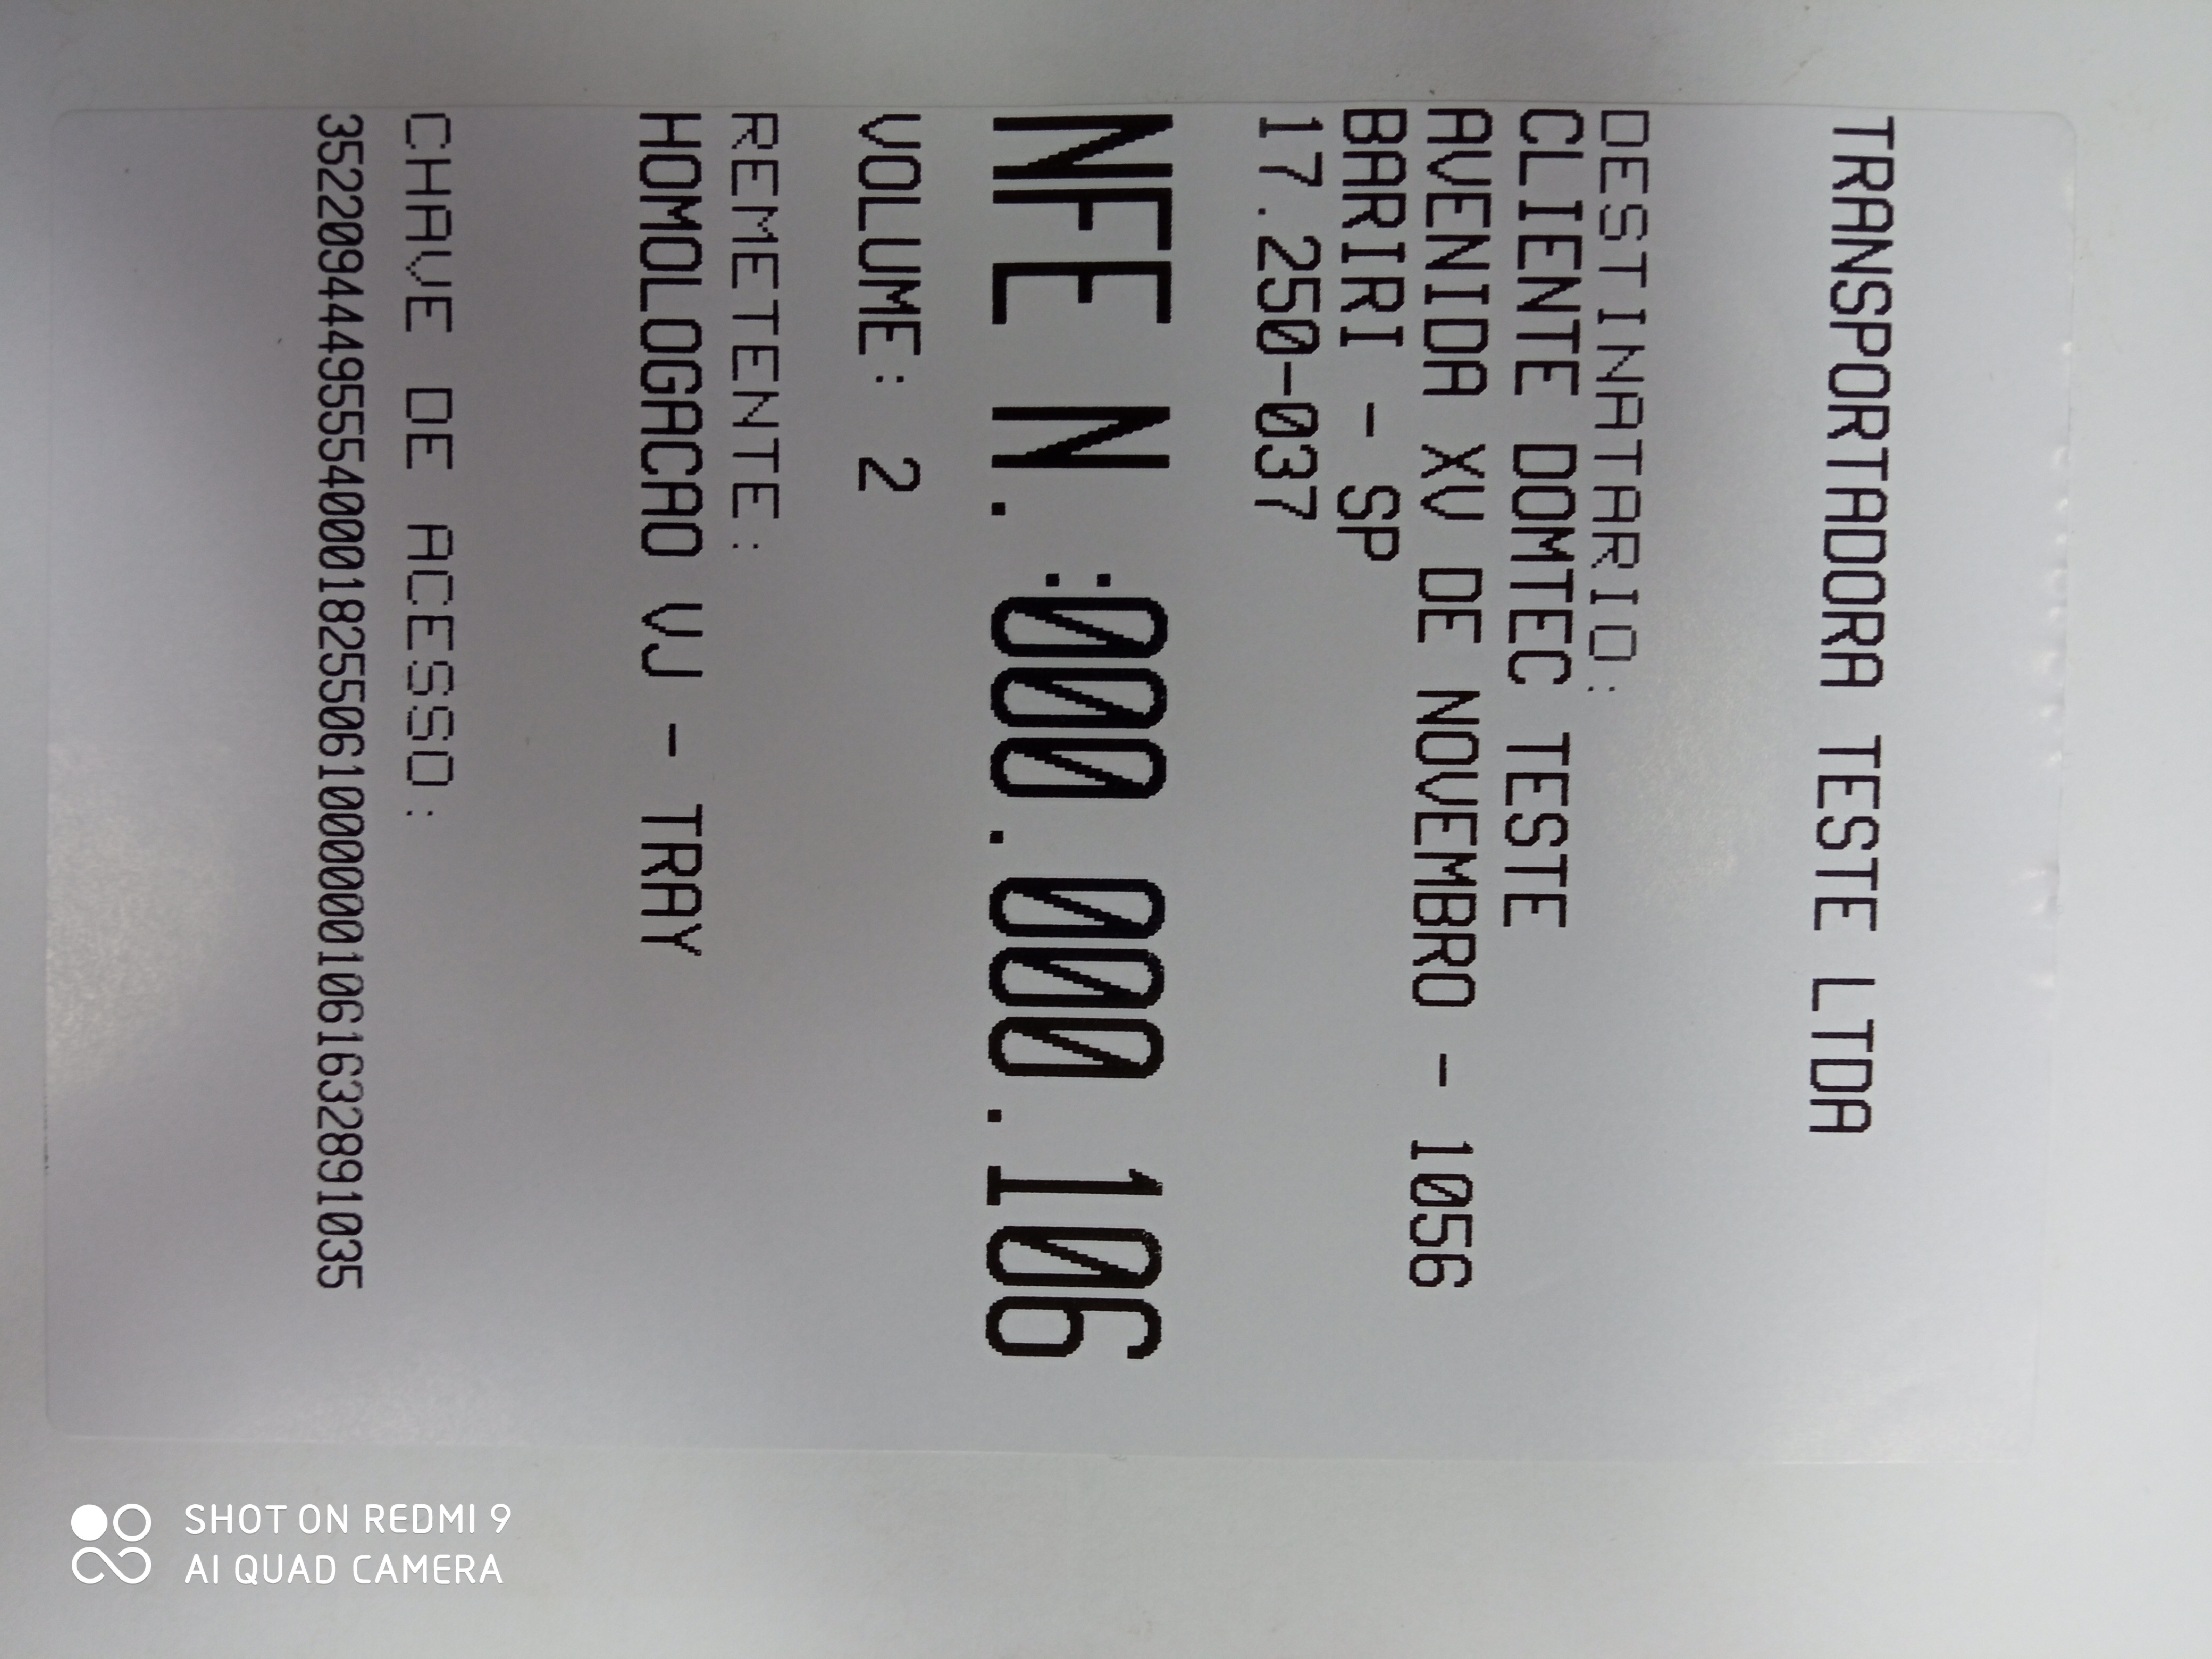 TRANSPORTADORA TESTE LTDA
DESTINATARIO:
CLIENTE DOMTEC TESTE
AVENIDA XV DE NOVEMBRO - 1056
BARIRI - SP
17.250-037
NFE N. :000.000.106
VOLUME: 2
REMETENTE:
HOMOLOGACAO VJ - TRAY
CHAVE DE ACESSO:
35220944495554000182550610000001061632891035
SHOT ON REDMI 9
AI QUAD CAMERA